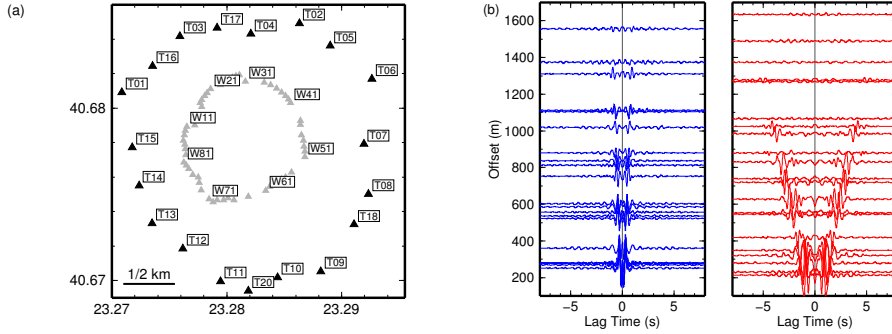 (a)
T02
T17
T03
T04
T05
T16
T06
T01
W31
W21
W41
40.68
W11
T07
T15
W51
W81
T14
W61
T08
W71
T13
T18
T12
T11
T10
T09
T20
40.67
1/2 km
23.27
23.28
23.29
(b)
Offset (m)
1600
1400
1200
1000
800
600
400
200
−5
0
5
Lag Time (s)
−5
0
5
Lag Time (s)